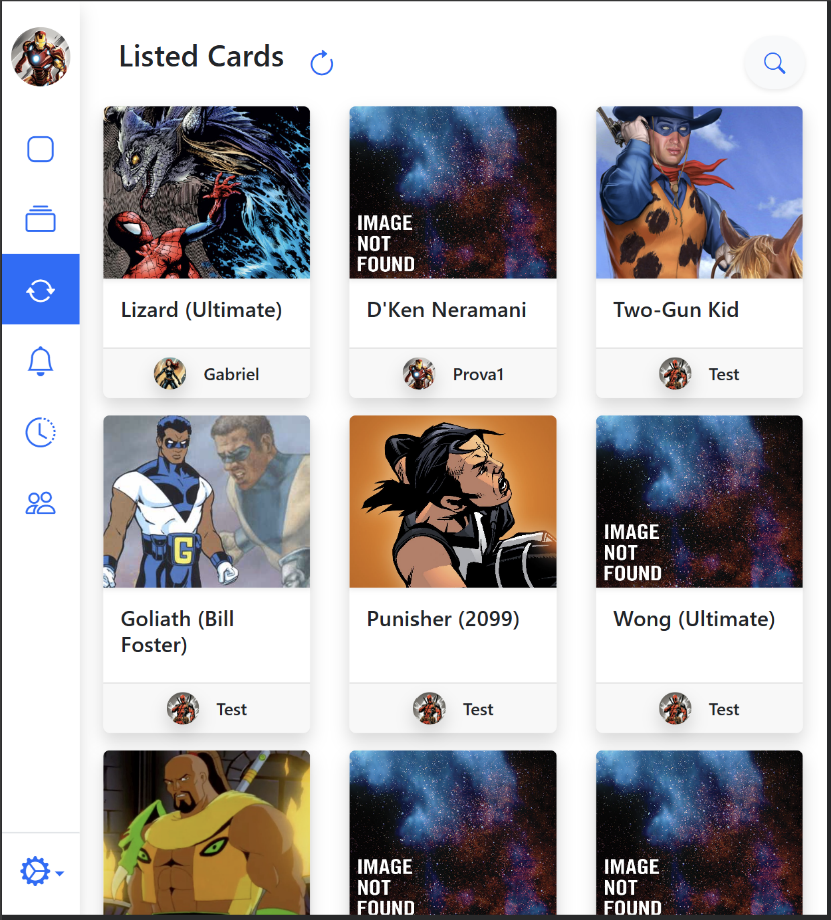 Listed Cards
IMAGE
NOT
FOUND
Lizard (Ultimate)
D'Ken Neramani
Two-Gun Kid
Gabriel
Prova1
Test
G
IMAGE
NOT
FOUND
Goliath (Bill
Foster)
Punisher (2099)
Wong (Ultimate)
Test
Test
Test
IMAGE
NOT
FOUND
IMAGE
NOT
FOUND